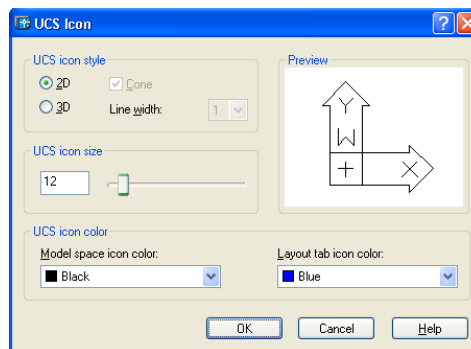 UCS Icon
UCS icon style
2D
Cone
3D
Line width:
1
Preview
Y
W
+
X
UCS icon size
12
UCS icon color
Model space icon color:
Black
Layout tab icon color:
Blue
OK
Cancel
Help